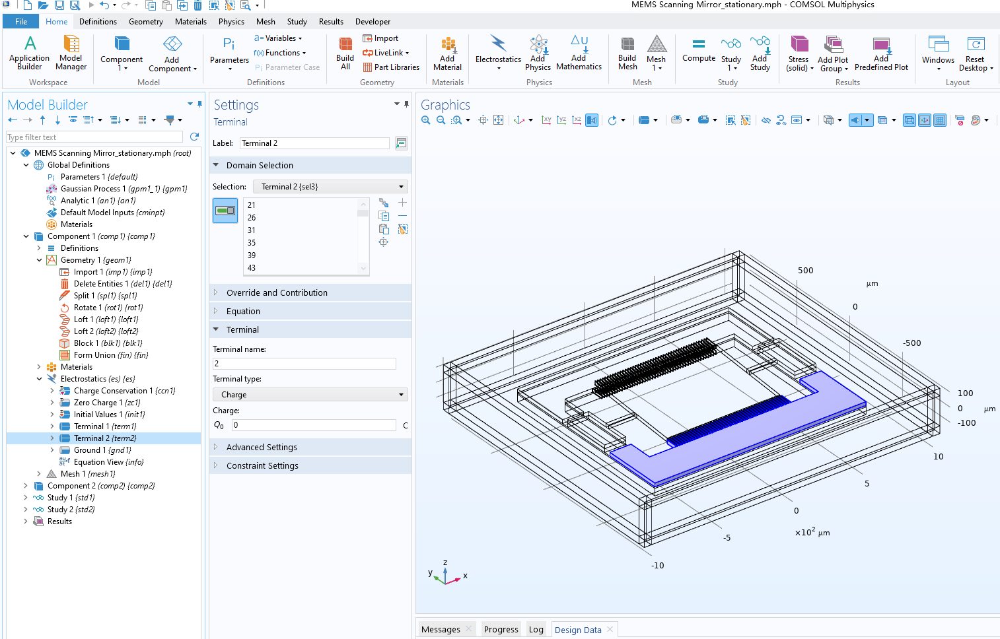 MEMS Scanning Mirror_stationary.mph - COMSOL Multiphysics
File Home Definitions Geometry Materials Physics Mesh Study Results Developer
Application Builder
Model Manager
Workspace
Component 1
Add Component
Model
Pi
Parameters
a= Variables
f(x) Functions
Pi Parameter Case
Definitions
Build All
Import
LiveLink
Part Libraries
Geometry
Add Material
Materials
Electrostatics
Add Physics
ΔU
Add Mathematics
Physics
Build Mesh
Mesh 1
Mesh
Compute
Study 1
Add Study
Study
Stress (solid)
Add Plot Group
Add Predefined Plot
Results
Windows
Reset Desktop
Layout
Model Builder
Type filter text
MEMS Scanning Mirror_stationary.mph (root)
Global Definitions
Pi Parameters 1 {default}
Gaussian Process 1 (gpm1_1) {gpm1}
Analytic 1 (an1) {an1}
Default Model Inputs {cminpt}
Materials
Component 1 (comp1) {comp1}
Definitions
Geometry 1 {geom1}
Import 1 (imp1) {imp1}
Delete Entities 1 (del1) {del1}
Split 1 (spl1) {spl1}
Rotate 1 (rot1) {rot1}
Loft 1 (loft1) {loft1}
Loft 2 (loft2) {loft2}
Block 1 (blk1) {blk1}
Form Union (fin) {fin}
Materials
Electrostatics (es) {es}
Charge Conservation 1 {ccn1}
Zero Charge 1 {zc1}
Initial Values 1 {init1}
Terminal 1 {term1}
Terminal 2 {term2}
Ground 1 {gnd1}
Equation View {info}
Mesh 1 {mesh1}
Component 2 (comp2) {comp2}
Study 1 {std1}
Study 2 {std2}
Results
Settings
Terminal
Label: Terminal 2
Domain Selection
Selection: Terminal 2 {sel3}
21
26
31
35
39
43
Override and Contribution
Equation
Terminal
Terminal name:
2
Terminal type:
Charge
Charge:
Q0 0 C
Advanced Settings
Constraint Settings
Graphics
xy yz xz
500
µm
0
-500
100
0 µm
-100
10
5
0
×10² µm
-5
-10
z
y
x
Messages Progress Log Design Data